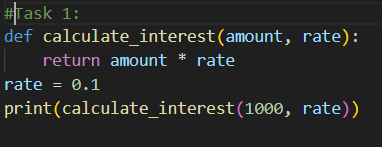 #Task 1:
def calculate_interest(amount, rate):
    return amount * rate
rate = 0.1
print(calculate_interest(1000, rate))